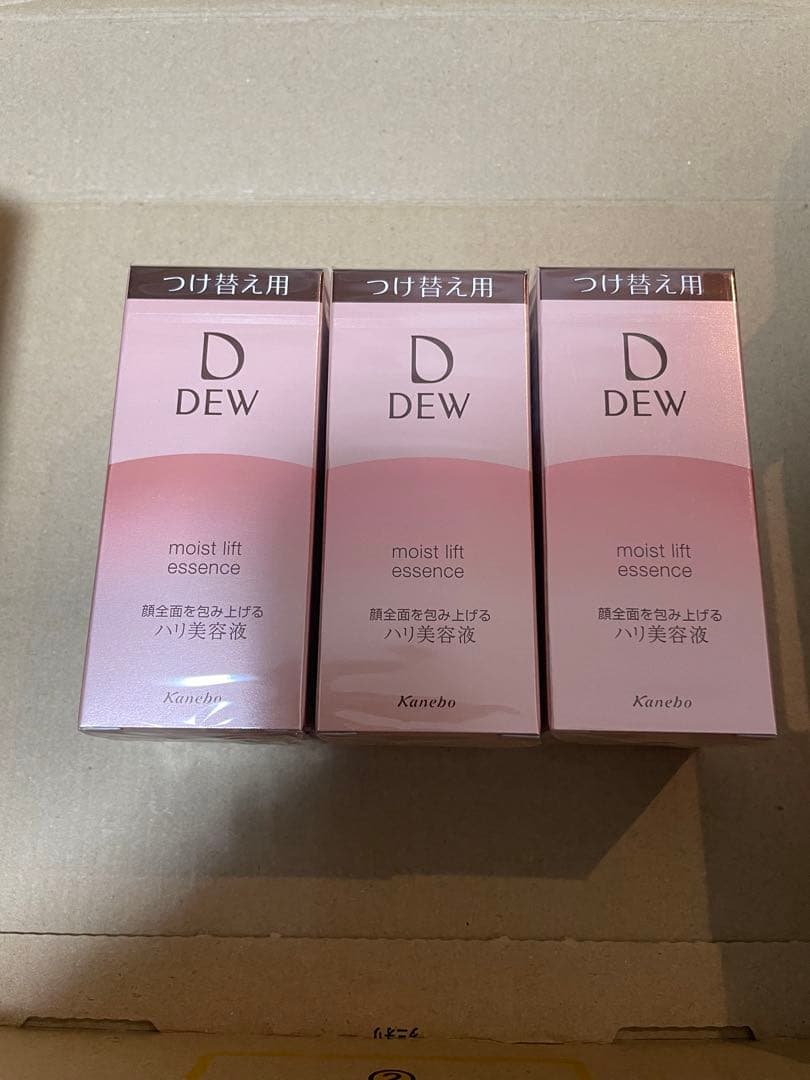 つけ替え用
D
DEW
moist lift
essence
顔全面を包み上げる
ハリ美容液
Kanebo
つけ替え用
D
DEW
moist lift
essence
顔全面を包み上げる
ハリ美容液
Kanebo
つけ替え用
D
DEW
moist lift
essence
顔全面を包み上げる
ハリ美容液
Kanebo